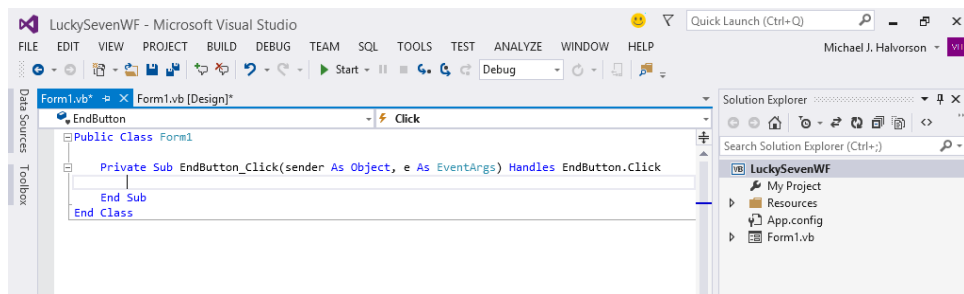 LuckySevenWF - Microsoft Visual Studio
Quick Launch (Ctrl+Q)
FILE EDIT VIEW PROJECT BUILD DEBUG TEAM SQL TOOLS TEST ANALYZE WINDOW HELP
Michael J. Halvorson
Start
Debug
Data Sources
Toolbox
Form1.vb*
Form1.vb [Design]*
EndButton
Click
Public Class Form1
Private Sub EndButton_Click(sender As Object, e As EventArgs) Handles EndButton.Click
End Sub
End Class
Solution Explorer
Search Solution Explorer (Ctrl+;)
VB LuckySevenWF
My Project
Resources
App.config
Form1.vb